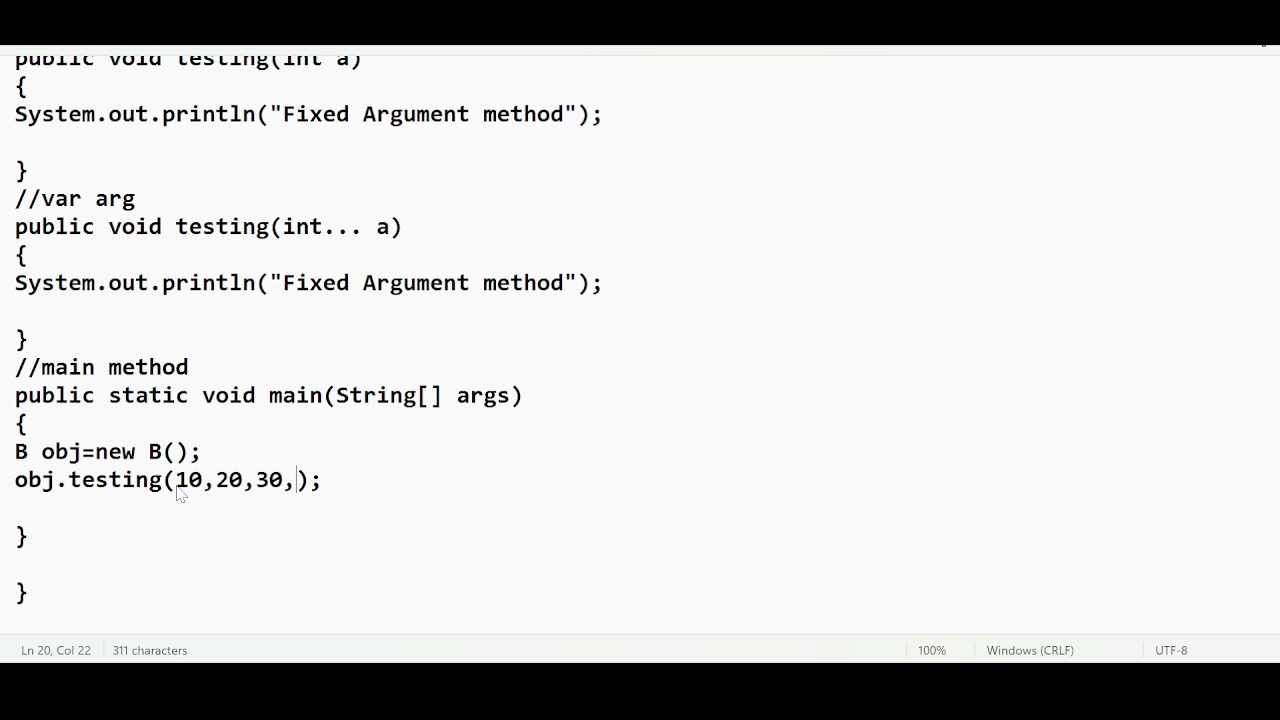 public void testing(int a)
{
System.out.println("Fixed Argument method");
}
//var arg
public void testing(int... a)
{
System.out.println("Fixed Argument method");
}
//main method
public static void main(String[] args)
{
B obj=new B();
obj.testing(10,20,30,);
}
}
Ln 20, Col 22 311 characters 100% Windows (CRLF) UTF-8